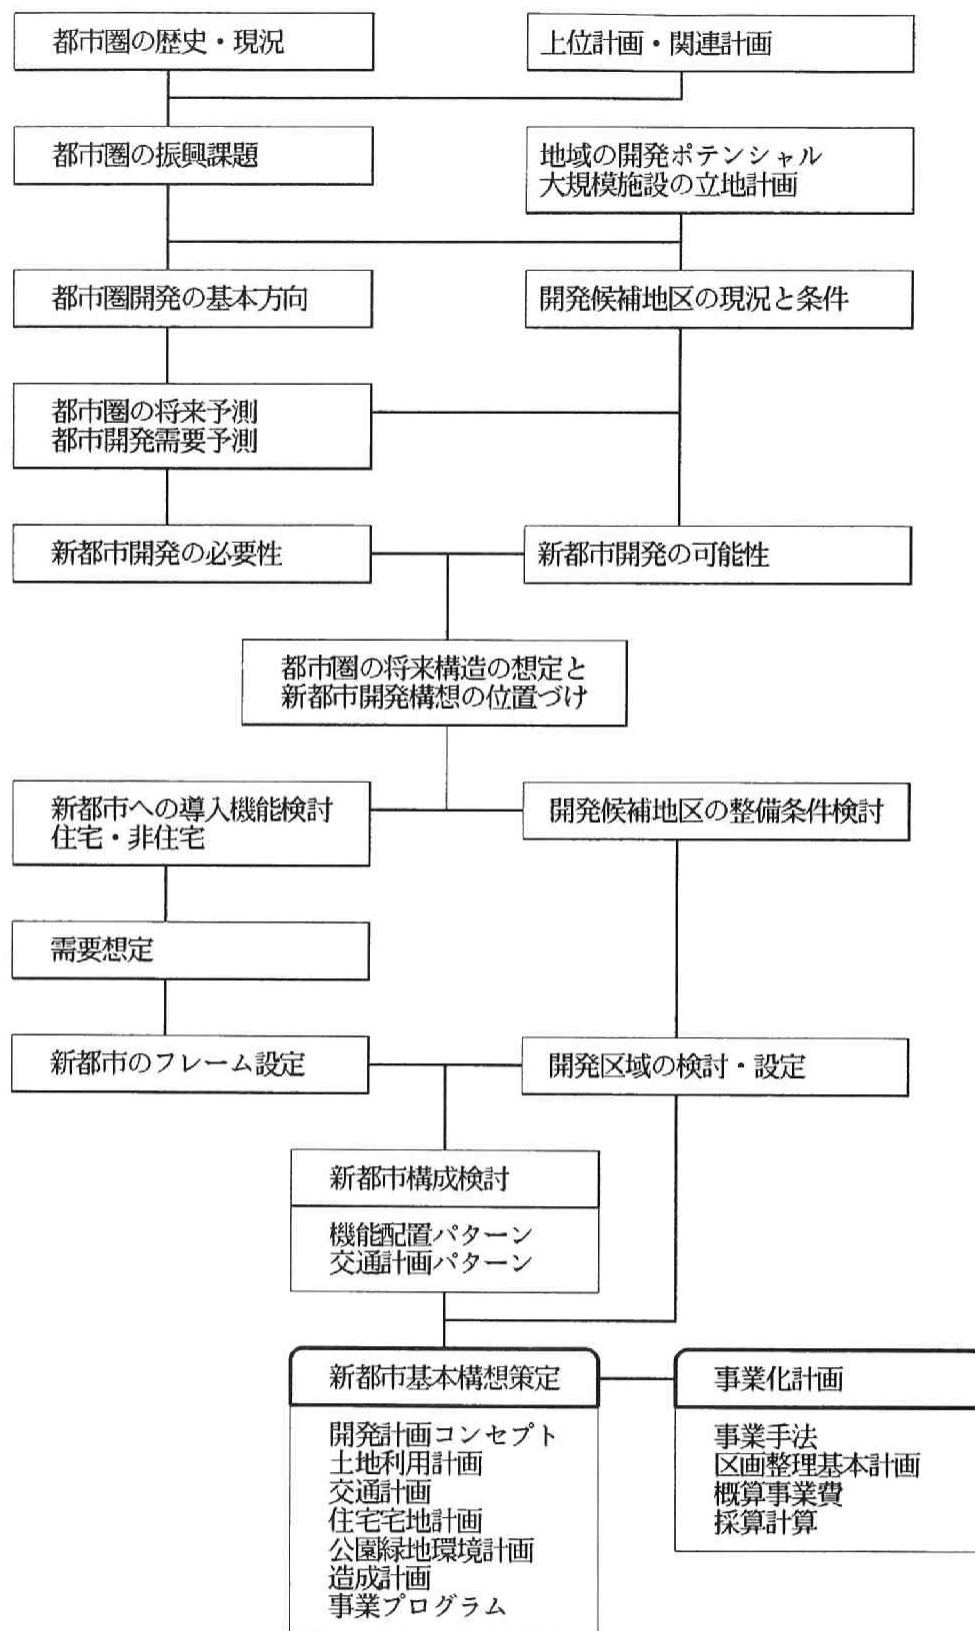 都市圏の歴史・現況
上位計画・関連計画
都市圏の振興課題
地域の開発ポテンシャル
大規模施設の立地計画
都市圏開発の基本方向
開発候補地区の現況と条件
都市圏の将来予測
都市開発需要予測
新都市開発の必要性
新都市開発の可能性
都市圏の将来構造の想定と
新都市開発構想の位置づけ
新都市への導入機能検討
住宅・非住宅
開発候補地区の整備条件検討
需要想定
新都市のフレーム設定
開発区域の検討・設定
新都市構成検討
機能配置パターン
交通計画パターン
新都市基本構想策定
開発計画コンセプト
土地利用計画
交通計画
住宅宅地計画
公園緑地環境計画
造成計画
事業プログラム
事業化計画
事業手法
区画整理基本計画
概算事業費
採算計算